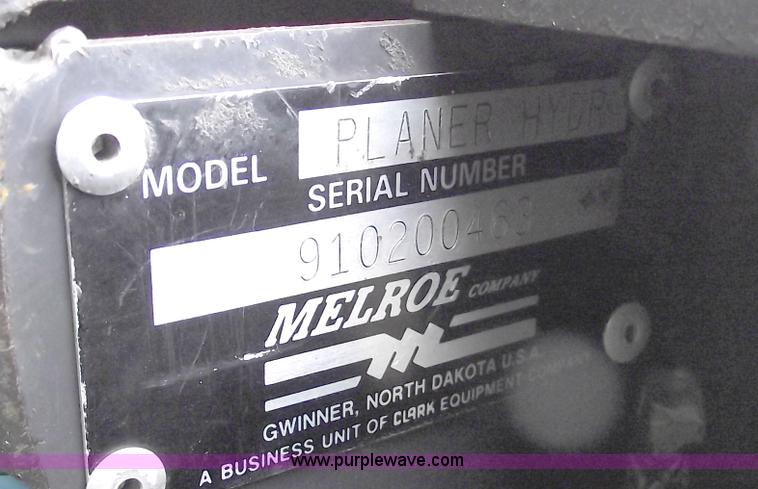 MODEL PLANER HYDR
SERIAL NUMBER
910200463
MELROE COMPANY
GWINNER, NORTH DAKOTA U.S.A.
A BUSINESS UNIT OF CLARK EQUIPMENT COMPANY
www.purplewave.com